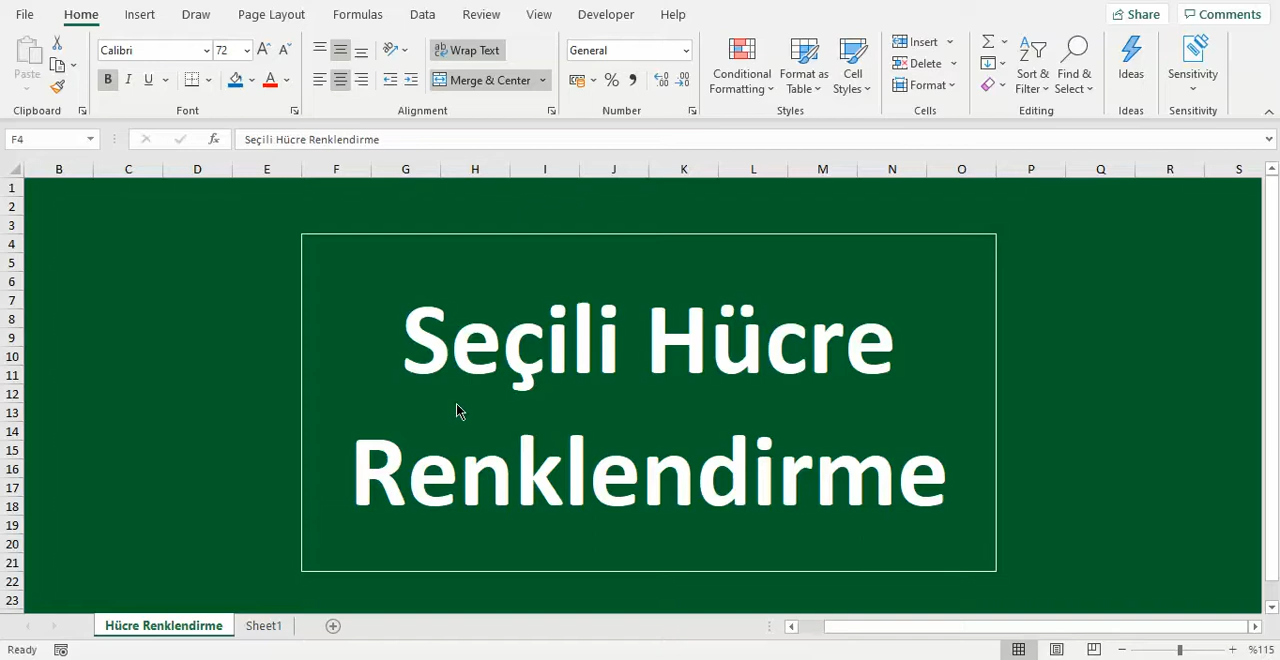 File Home Insert Draw Page Layout Formulas Data Review View Developer Help Share Comments
Paste Calibri 72 Wrap Text General Conditional Formatting Format as Table Cell Styles Insert Delete Format Sort & Filter Find & Select Ideas Sensitivity
B I U A Merge & Center % 
Clipboard Font Alignment Number Styles Cells Editing Ideas Sensitivity
F4 fx Seçili Hücre Renklendirme
B C D E F G H I J K L M N O P Q R S
1
2
3
4
5
6
7
8
9
10
11
12
13
14
15
16
17
18
19
20
21
22
23
Seçili Hücre
Renklendirme
Hücre Renklendirme Sheet1
Ready %115